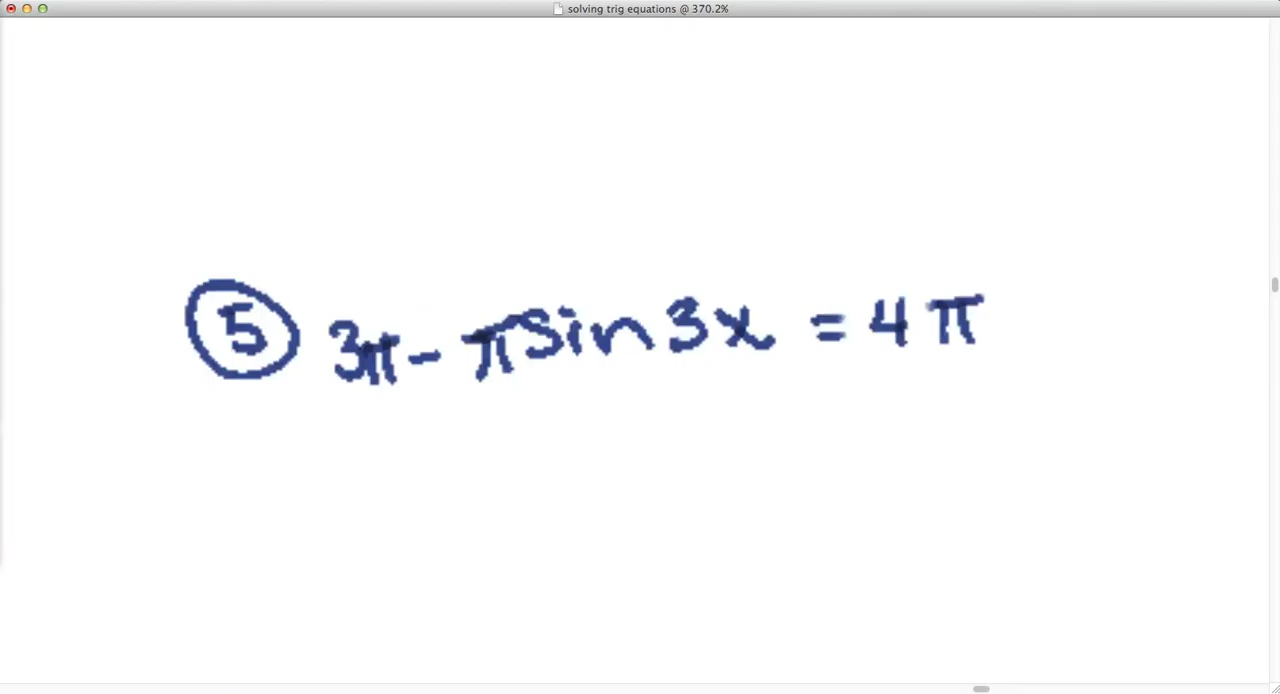 solving trig equations @ 370.2%
5 3π - π sin 3x = 4π